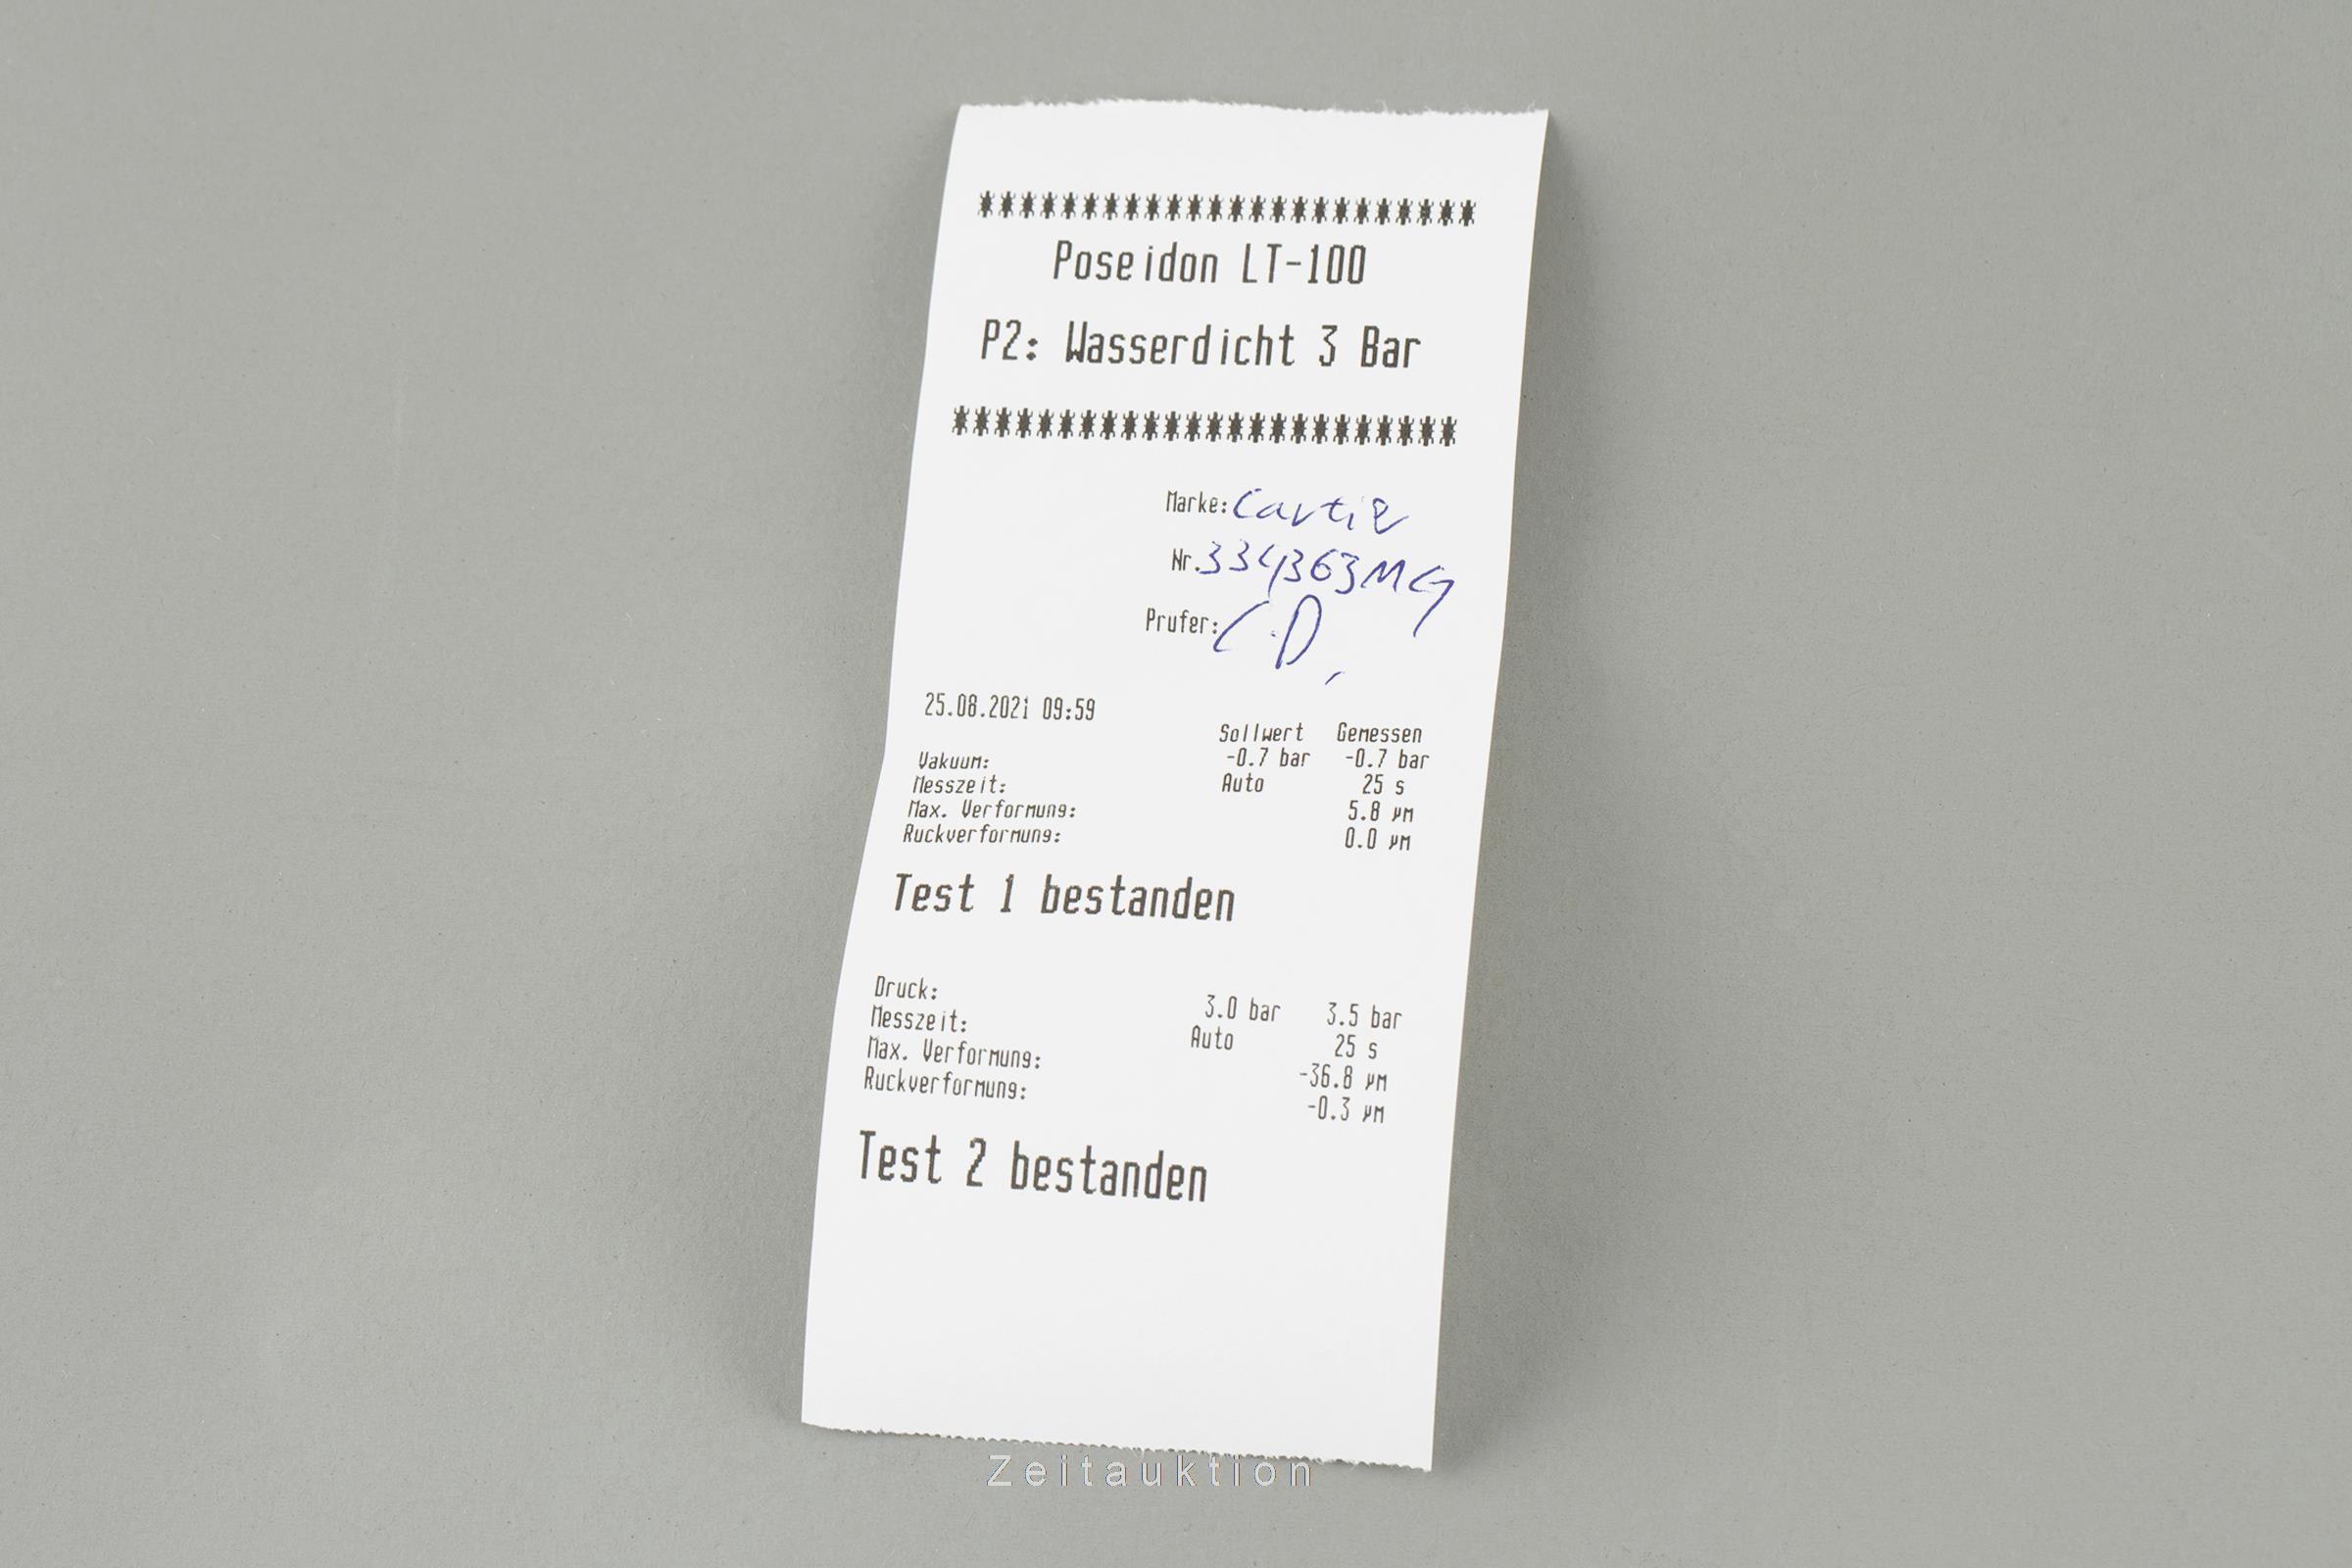 ************************
Poseidon LT-100
P2: Wasserdicht 3 Bar
************************
Marke: Cartier
Nr. 334363MG
Prufer: C.D.
25.08.2021 09:59
Sollwert Gemessen
Vakuum: -0.7 bar -0.7 bar
Messzeit: Auto 25 s
Max. Verformung: 5.8 µm
Ruckverformung: 0.0 µm
Test 1 bestanden
Druck: 3.0 bar 3.5 bar
Messzeit: Auto 25 s
Max. Verformung: -36.8 µm
Ruckverformung: -0.3 µm
Test 2 bestanden
Zeitauktion